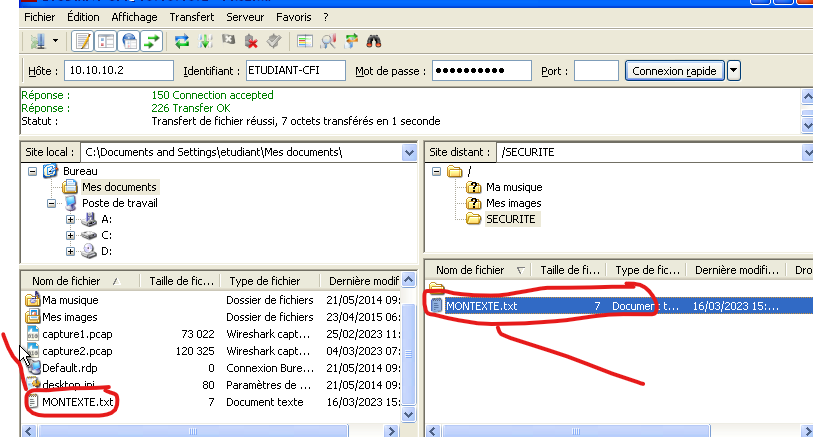 Fichier Édition Affichage Transfert Serveur Favoris ?
Hôte : 10.10.10.2 Identifiant : ETUDIANT-CFI Mot de passe : ●●●●●●●●●● Port : Connexion rapide
Réponse : 150 Connection accepted
Réponse : 226 Transfer OK
Statut : Transfert de fichier réussi, 7 octets transférés en 1 seconde
Site local : C:\Documents and Settings\etudiant\Mes documents\
Bureau
Mes documents
Poste de travail
A:
C:
D:
Site distant : /SECURITE
/
Ma musique
Mes images
SECURITE
Nom de fichier Taille de fic... Type de fichier Dernière modif
Ma musique Dossier de fichiers 21/05/2014 09:
Mes images Dossier de fichiers 23/04/2015 06:
capture1.pcap 73 022 Wireshark capt... 25/02/2023 11:
capture2.pcap 120 325 Wireshark capt... 04/03/2023 07:
Default.rdp 0 Connexion Bure... 21/05/2014 09:
desktop.ini 80 Paramètres de ... 21/05/2014 09:
MONTEXTE.txt 7 Document texte 16/03/2023 15:
Nom de fichier Taille de fi... Type de fic... Dernière modifi... Dro
MONTEXTE.txt 7 Document t... 16/03/2023 15:...